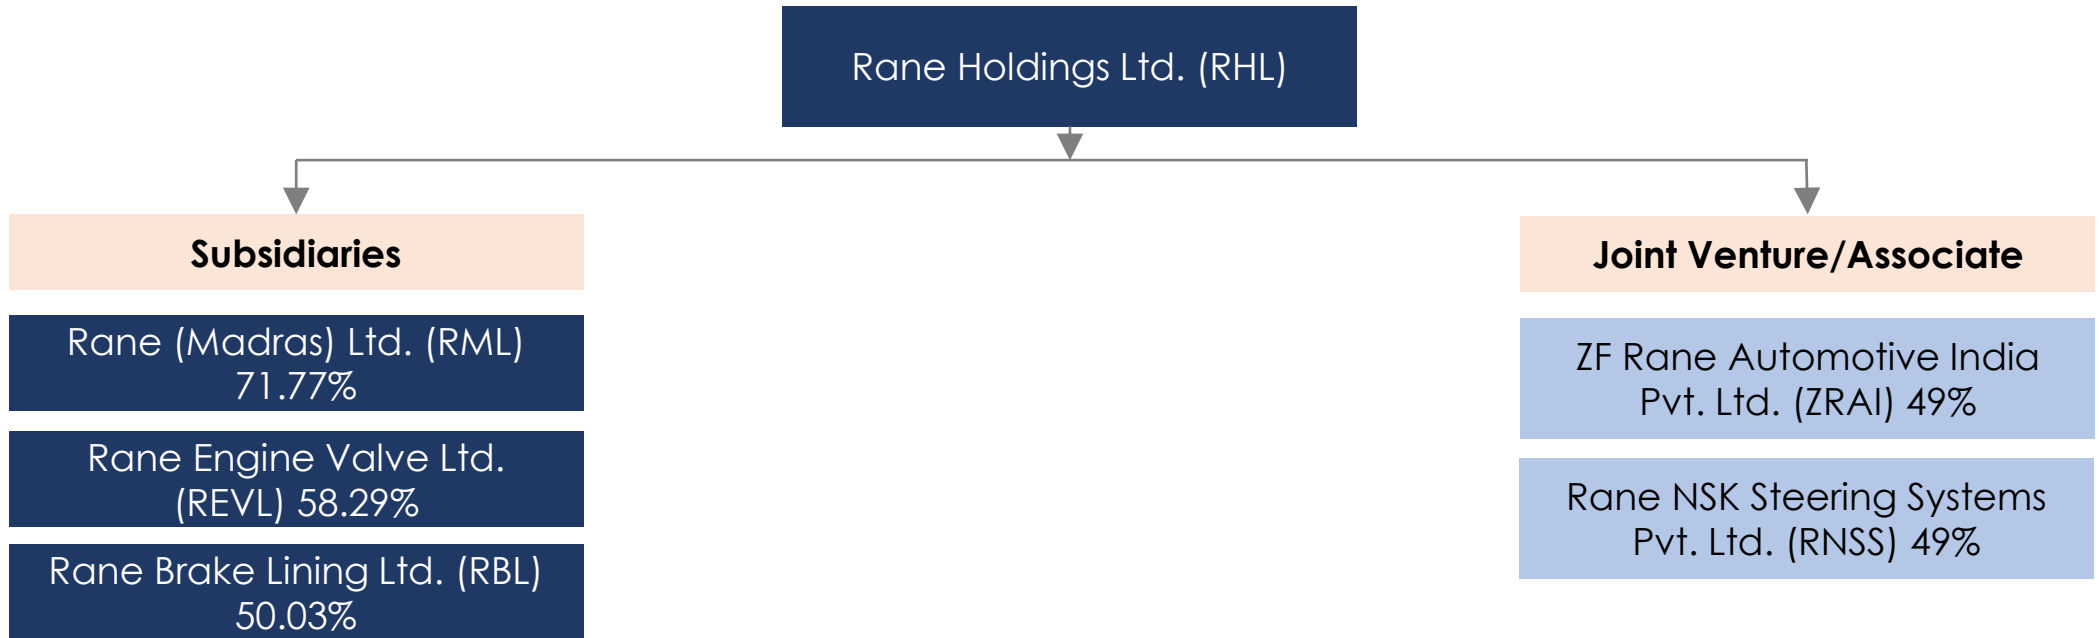 Rane Holdings Ltd. (RHL)
Subsidiaries
Rane (Madras) Ltd. (RML)
71.77%
Rane Engine Valve Ltd.
(REVL) 58.29%
Rane Brake Lining Ltd. (RBL)
50.03%
Joint Venture/Associate
ZF Rane Automotive India
Pvt. Ltd. (ZRAI) 49%
Rane NSK Steering Systems
Pvt. Ltd. (RNSS) 49%